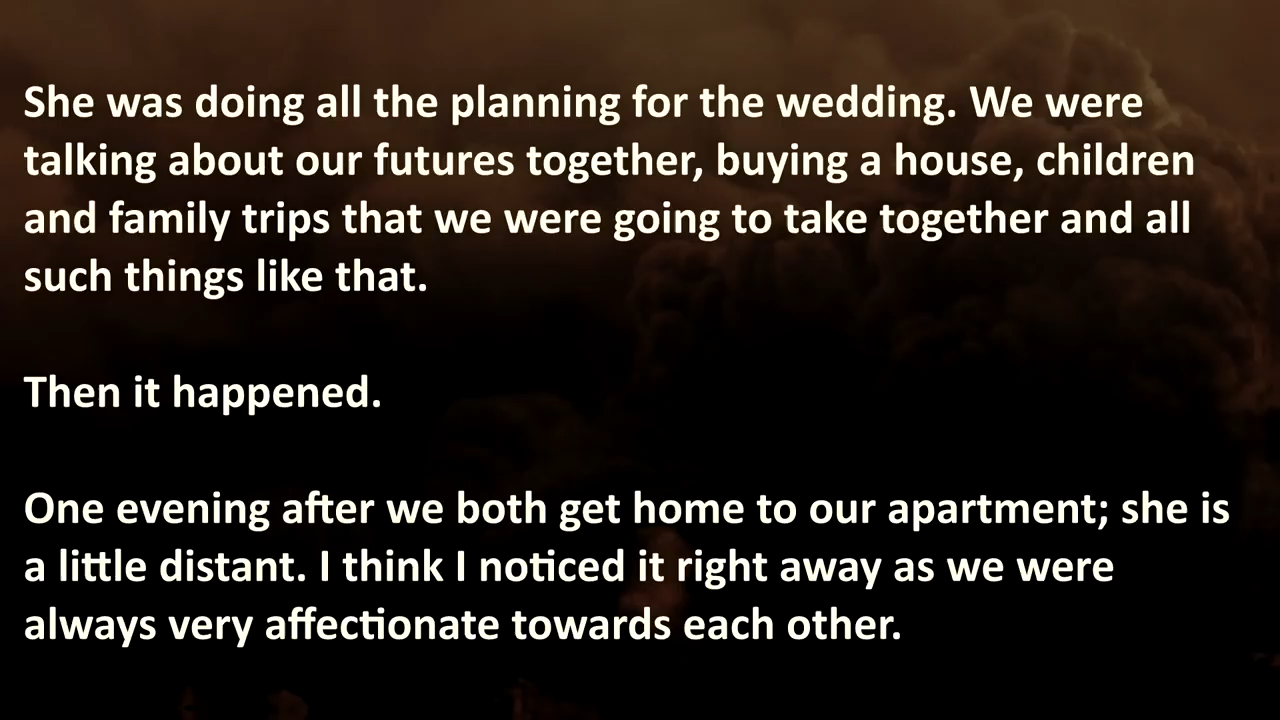 She was doing all the planning for the wedding. We were
talking about our futures together, buying a house, children
and family trips that we were going to take together and all
such things like that.
Then it happened.
One evening after we both get home to our apartment; she is
a little distant. I think I noticed it right away as we were
always very affectionate towards each other.